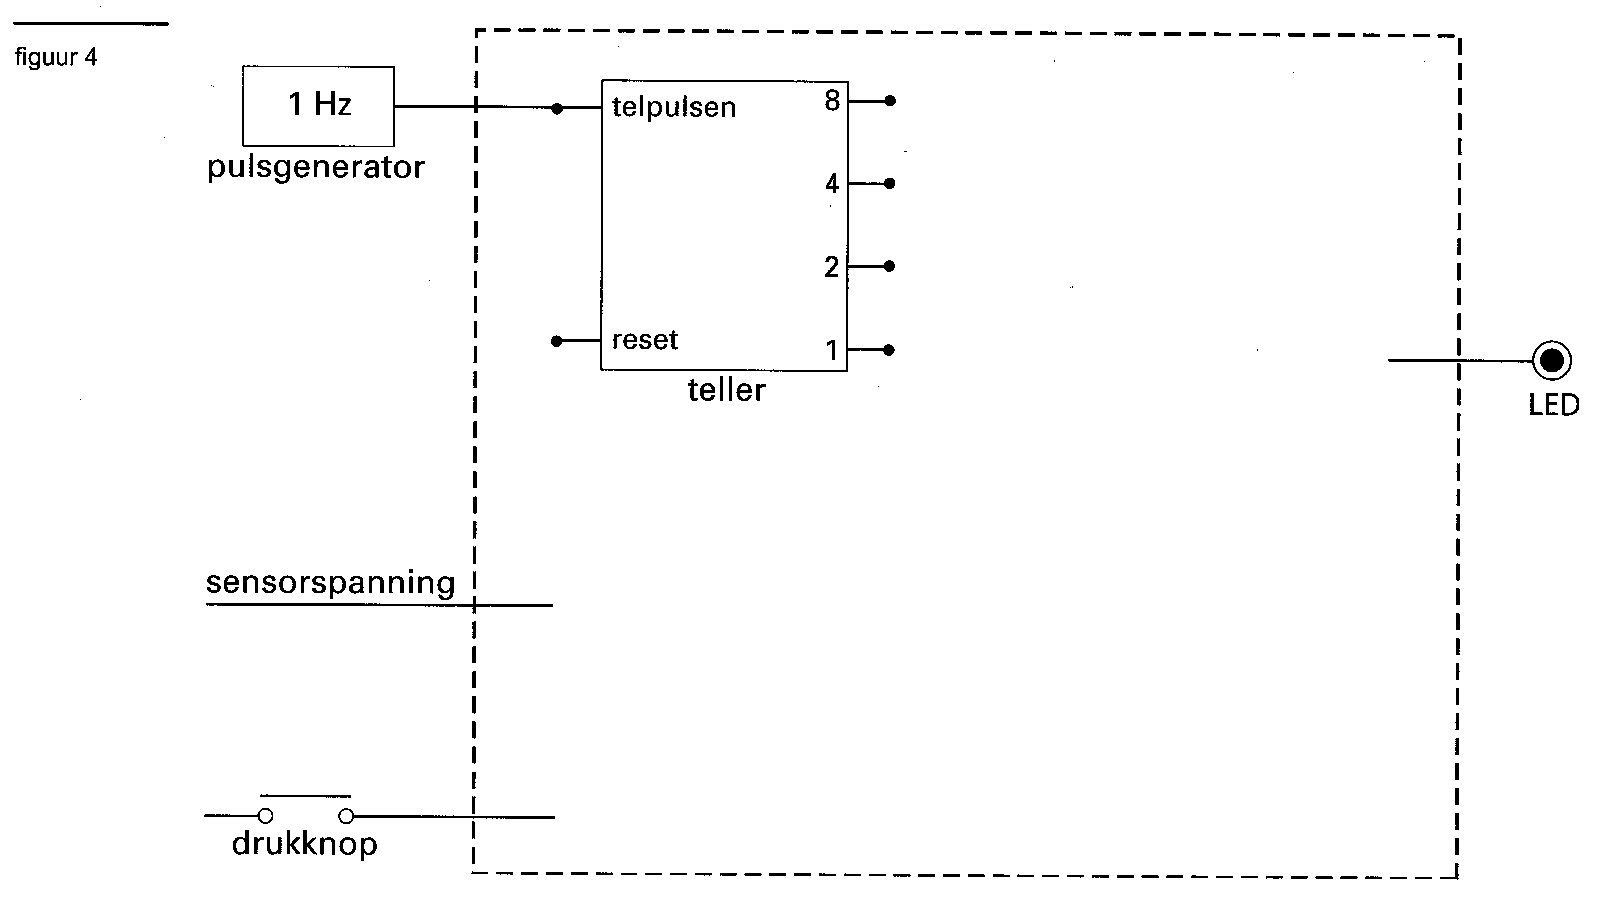 figuur 4
1 Hz
pulsgenerator
telpulsen
8
4
2
1
reset
teller
LED
sensorspanning
drukknop